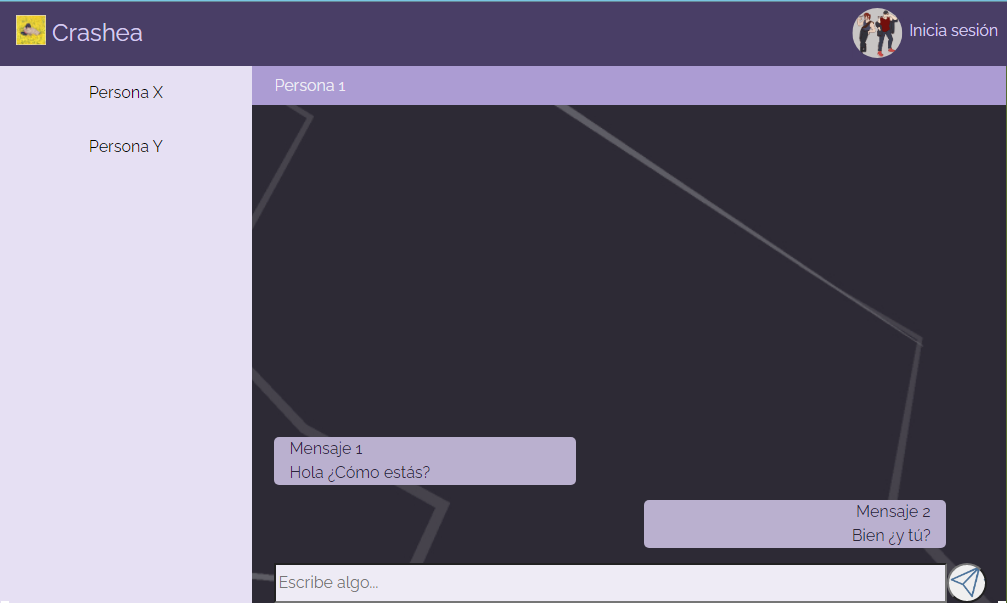 Crashea
Inicia sesión
Persona X
Persona Y
Persona 1
Mensaje 1
Hola ¿Cómo estás?
Mensaje 2
Bien ¿y tú?
Escribe algo...